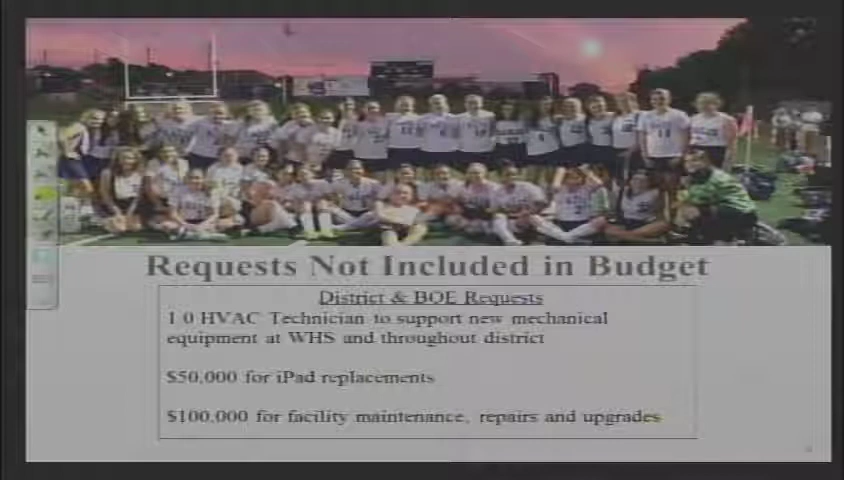 Requests Not Included in Budget
District & BOE Requests
1 0 HVAC Technician to support new mechanical
equipment at WHS and throughout district
$50,000 for iPad replacements
$100,000 for facility maintenance, repairs and upgrades